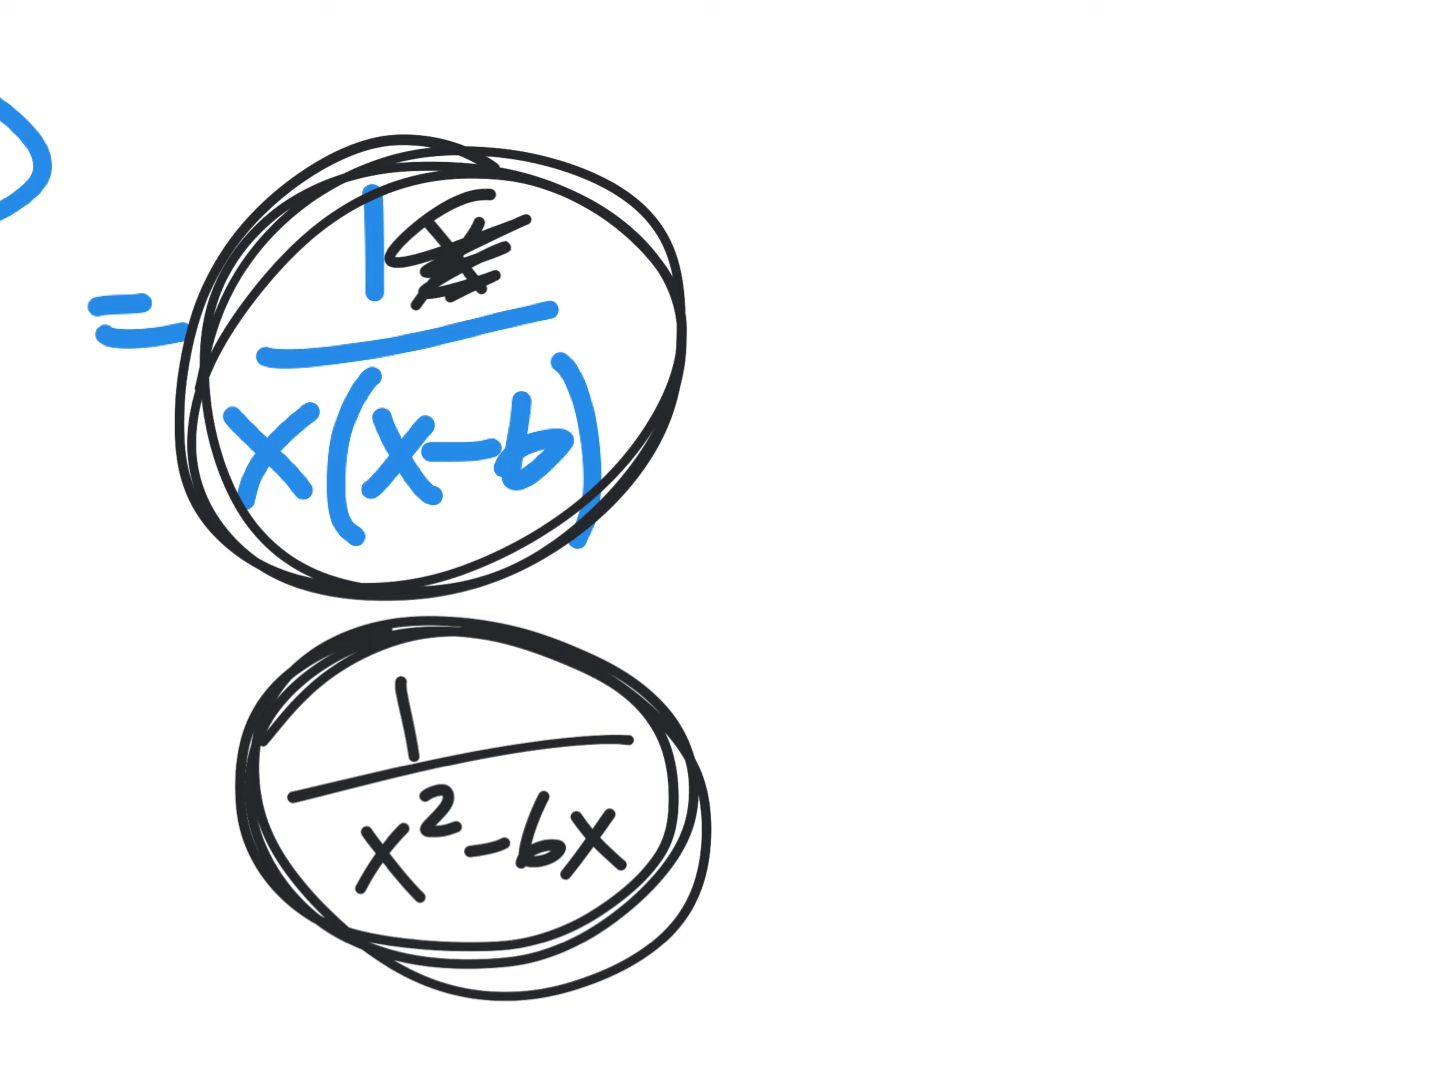 = 1
x(x-6)
1
x²-6x